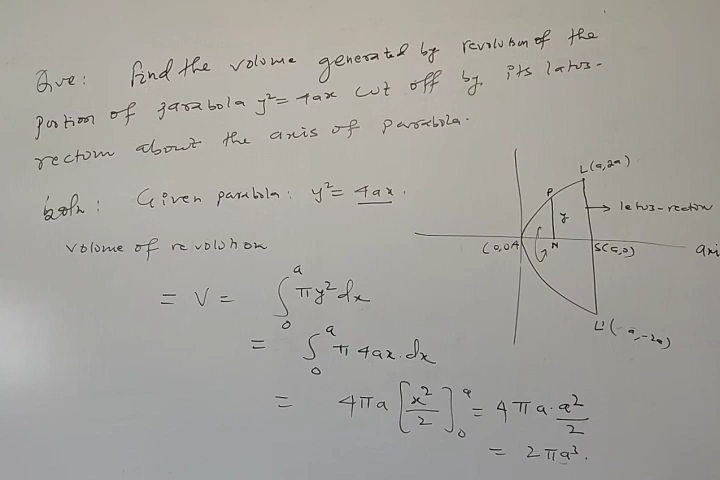 Que: find the volume generated by revolution of the
portion of parabola y²= 4ax cut off by its latus-
rectum about the axis of parabola.
Soln: Given parabola: y²= 4ax.
Volume of revolution
= V = ∫₀ᵃ πy² dx
= ∫₀ᵃ π 4ax. dx
= 4πa [x²/2]₀ᵃ = 4πa. a²/2
= 2πa³.
L(a,2a)
P
y
→ latus-rectum
(0,0)A
N
S(a,0)
axi
L'(-a,-2a)